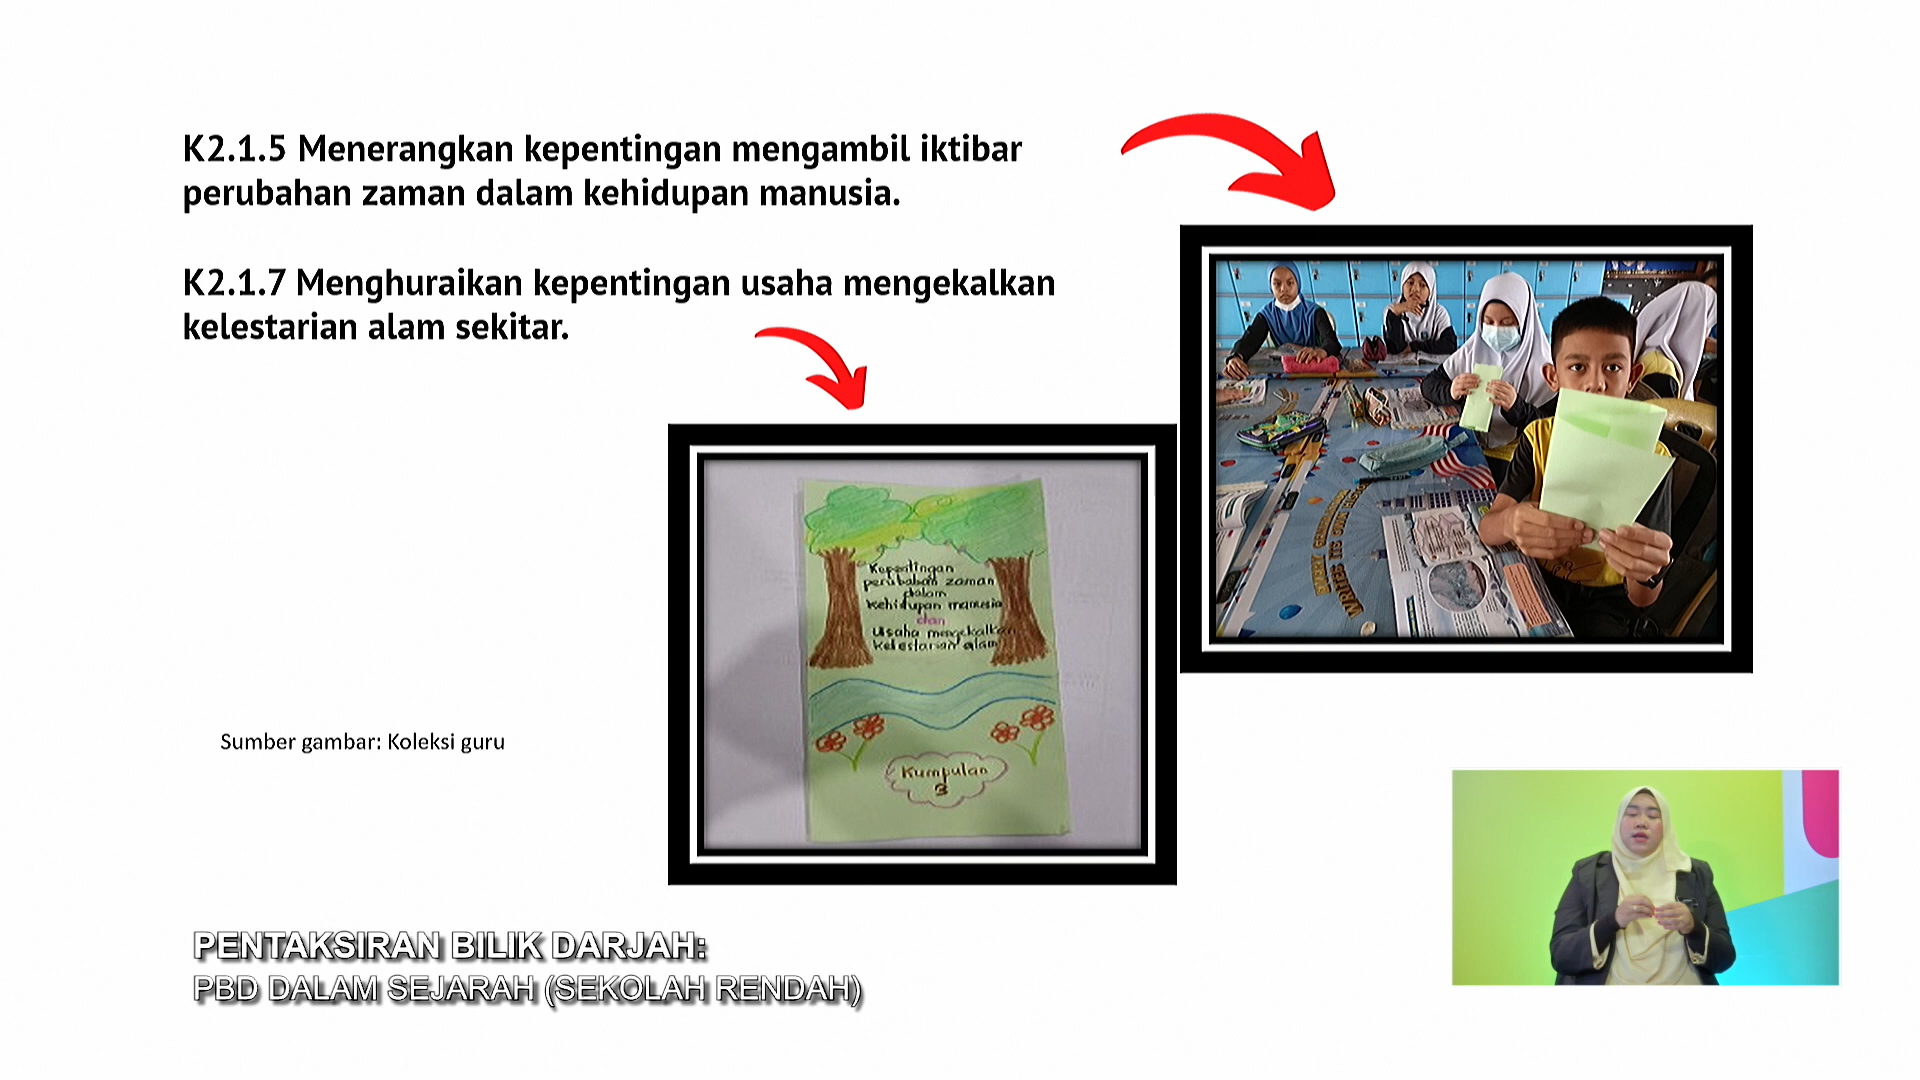 K2.1.5 Menerangkan kepentingan mengambil iktibar
perubahan zaman dalam kehidupan manusia.
K2.1.7 Menghuraikan kepentingan usaha mengekalkan
kelestarian alam sekitar.
Kepentingan
perubahan zaman
dalam
kehidupan manusia
dan
Usaha mengekalkan
kelestarian alam
Kumpulan
3
Sumber gambar: Koleksi guru
PENTAKSIRAN BILIK DARJAH:
PBD DALAM SEJARAH (SEKOLAH RENDAH)